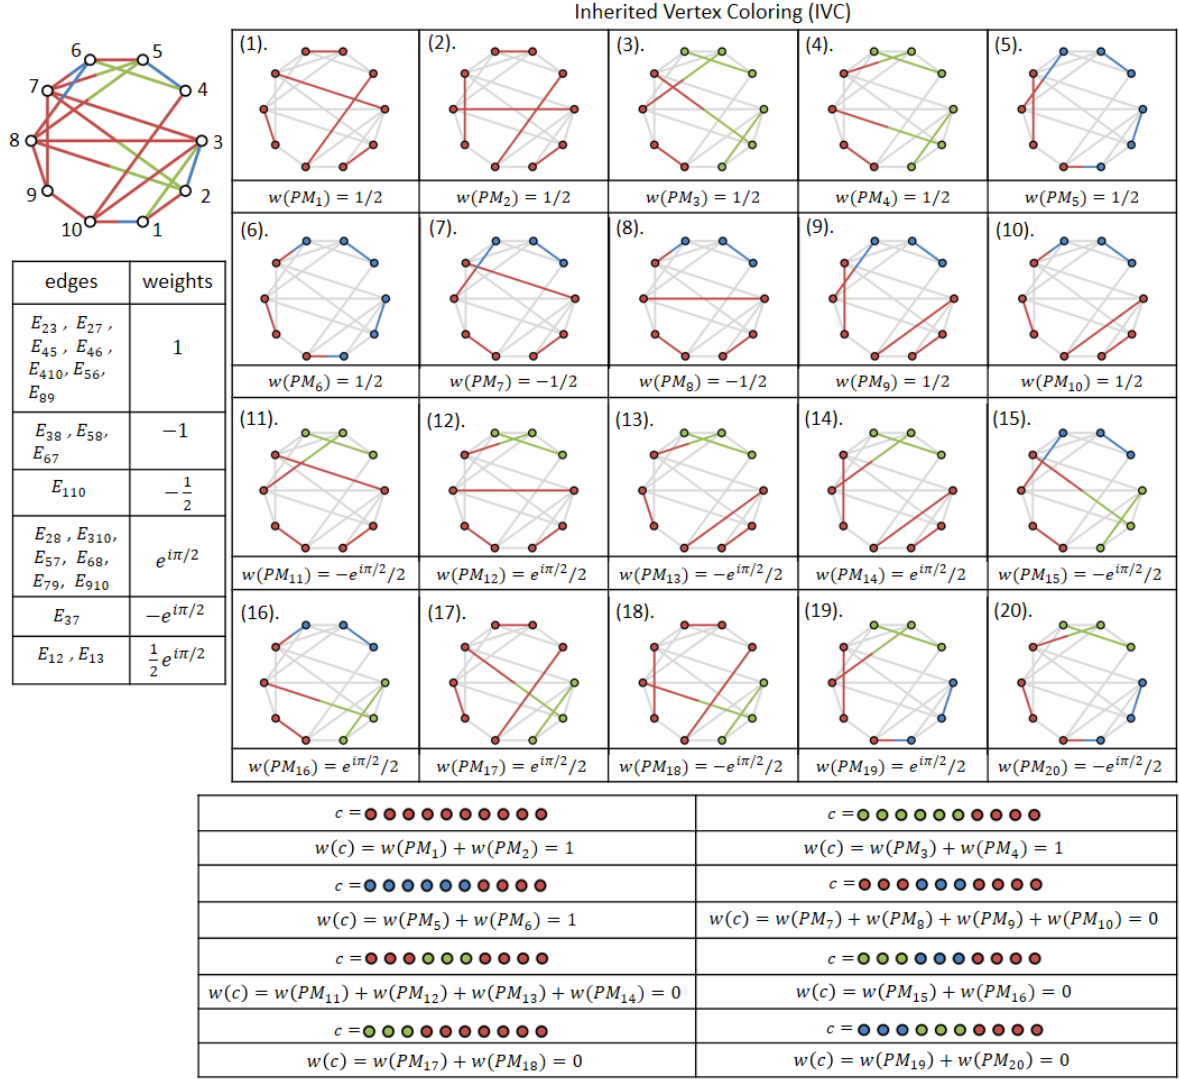 Inherited Vertex Coloring (IVC)
6 5
7 4
8 3
9 2
10 1
edges weights
E₂₃ , E₂₇ ,
E₄₅ , E₄₆ ,
E₄₁₀, E₅₆,
E₈₉
1
E₃₈ , E₅₈,
E₆₇
−1
E₁₁₀
−1/2
E₂₈ , E₃₁₀,
E₅₇, E₆₈,
E₇₉, E₉₁₀
e^{iπ/2}
E₃₇
−e^{iπ/2}
E₁₂ , E₁₃
1/2 e^{iπ/2}
(1). (2). (3). (4). (5).
w(PM₁) = 1/2
w(PM₂) = 1/2
w(PM₃) = 1/2
w(PM₄) = 1/2
w(PM₅) = 1/2
(6). (7). (8). (9). (10).
w(PM₆) = 1/2
w(PM₇) = −1/2
w(PM₈) = −1/2
w(PM₉) = 1/2
w(PM₁₀) = 1/2
(11). (12). (13). (14). (15).
w(PM₁₁) = −e^{iπ/2}/2
w(PM₁₂) = e^{iπ/2}/2
w(PM₁₃) = −e^{iπ/2}/2
w(PM₁₄) = e^{iπ/2}/2
w(PM₁₅) = −e^{iπ/2}/2
(16). (17). (18). (19). (20).
w(PM₁₆) = e^{iπ/2}/2
w(PM₁₇) = e^{iπ/2}/2
w(PM₁₈) = −e^{iπ/2}/2
w(PM₁₉) = e^{iπ/2}/2
w(PM₂₀) = −e^{iπ/2}/2
c =
c =
w(c) = w(PM₁) + w(PM₂) = 1
w(c) = w(PM₃) + w(PM₄) = 1
c =
c =
w(c) = w(PM₅) + w(PM₆) = 1
w(c) = w(PM₇) + w(PM₈) + w(PM₉) + w(PM₁₀) = 0
c =
c =
w(c) = w(PM₁₁) + w(PM₁₂) + w(PM₁₃) + w(PM₁₄) = 0
w(c) = w(PM₁₅) + w(PM₁₆) = 0
c =
c =
w(c) = w(PM₁₇) + w(PM₁₈) = 0
w(c) = w(PM₁₉) + w(PM₂₀) = 0